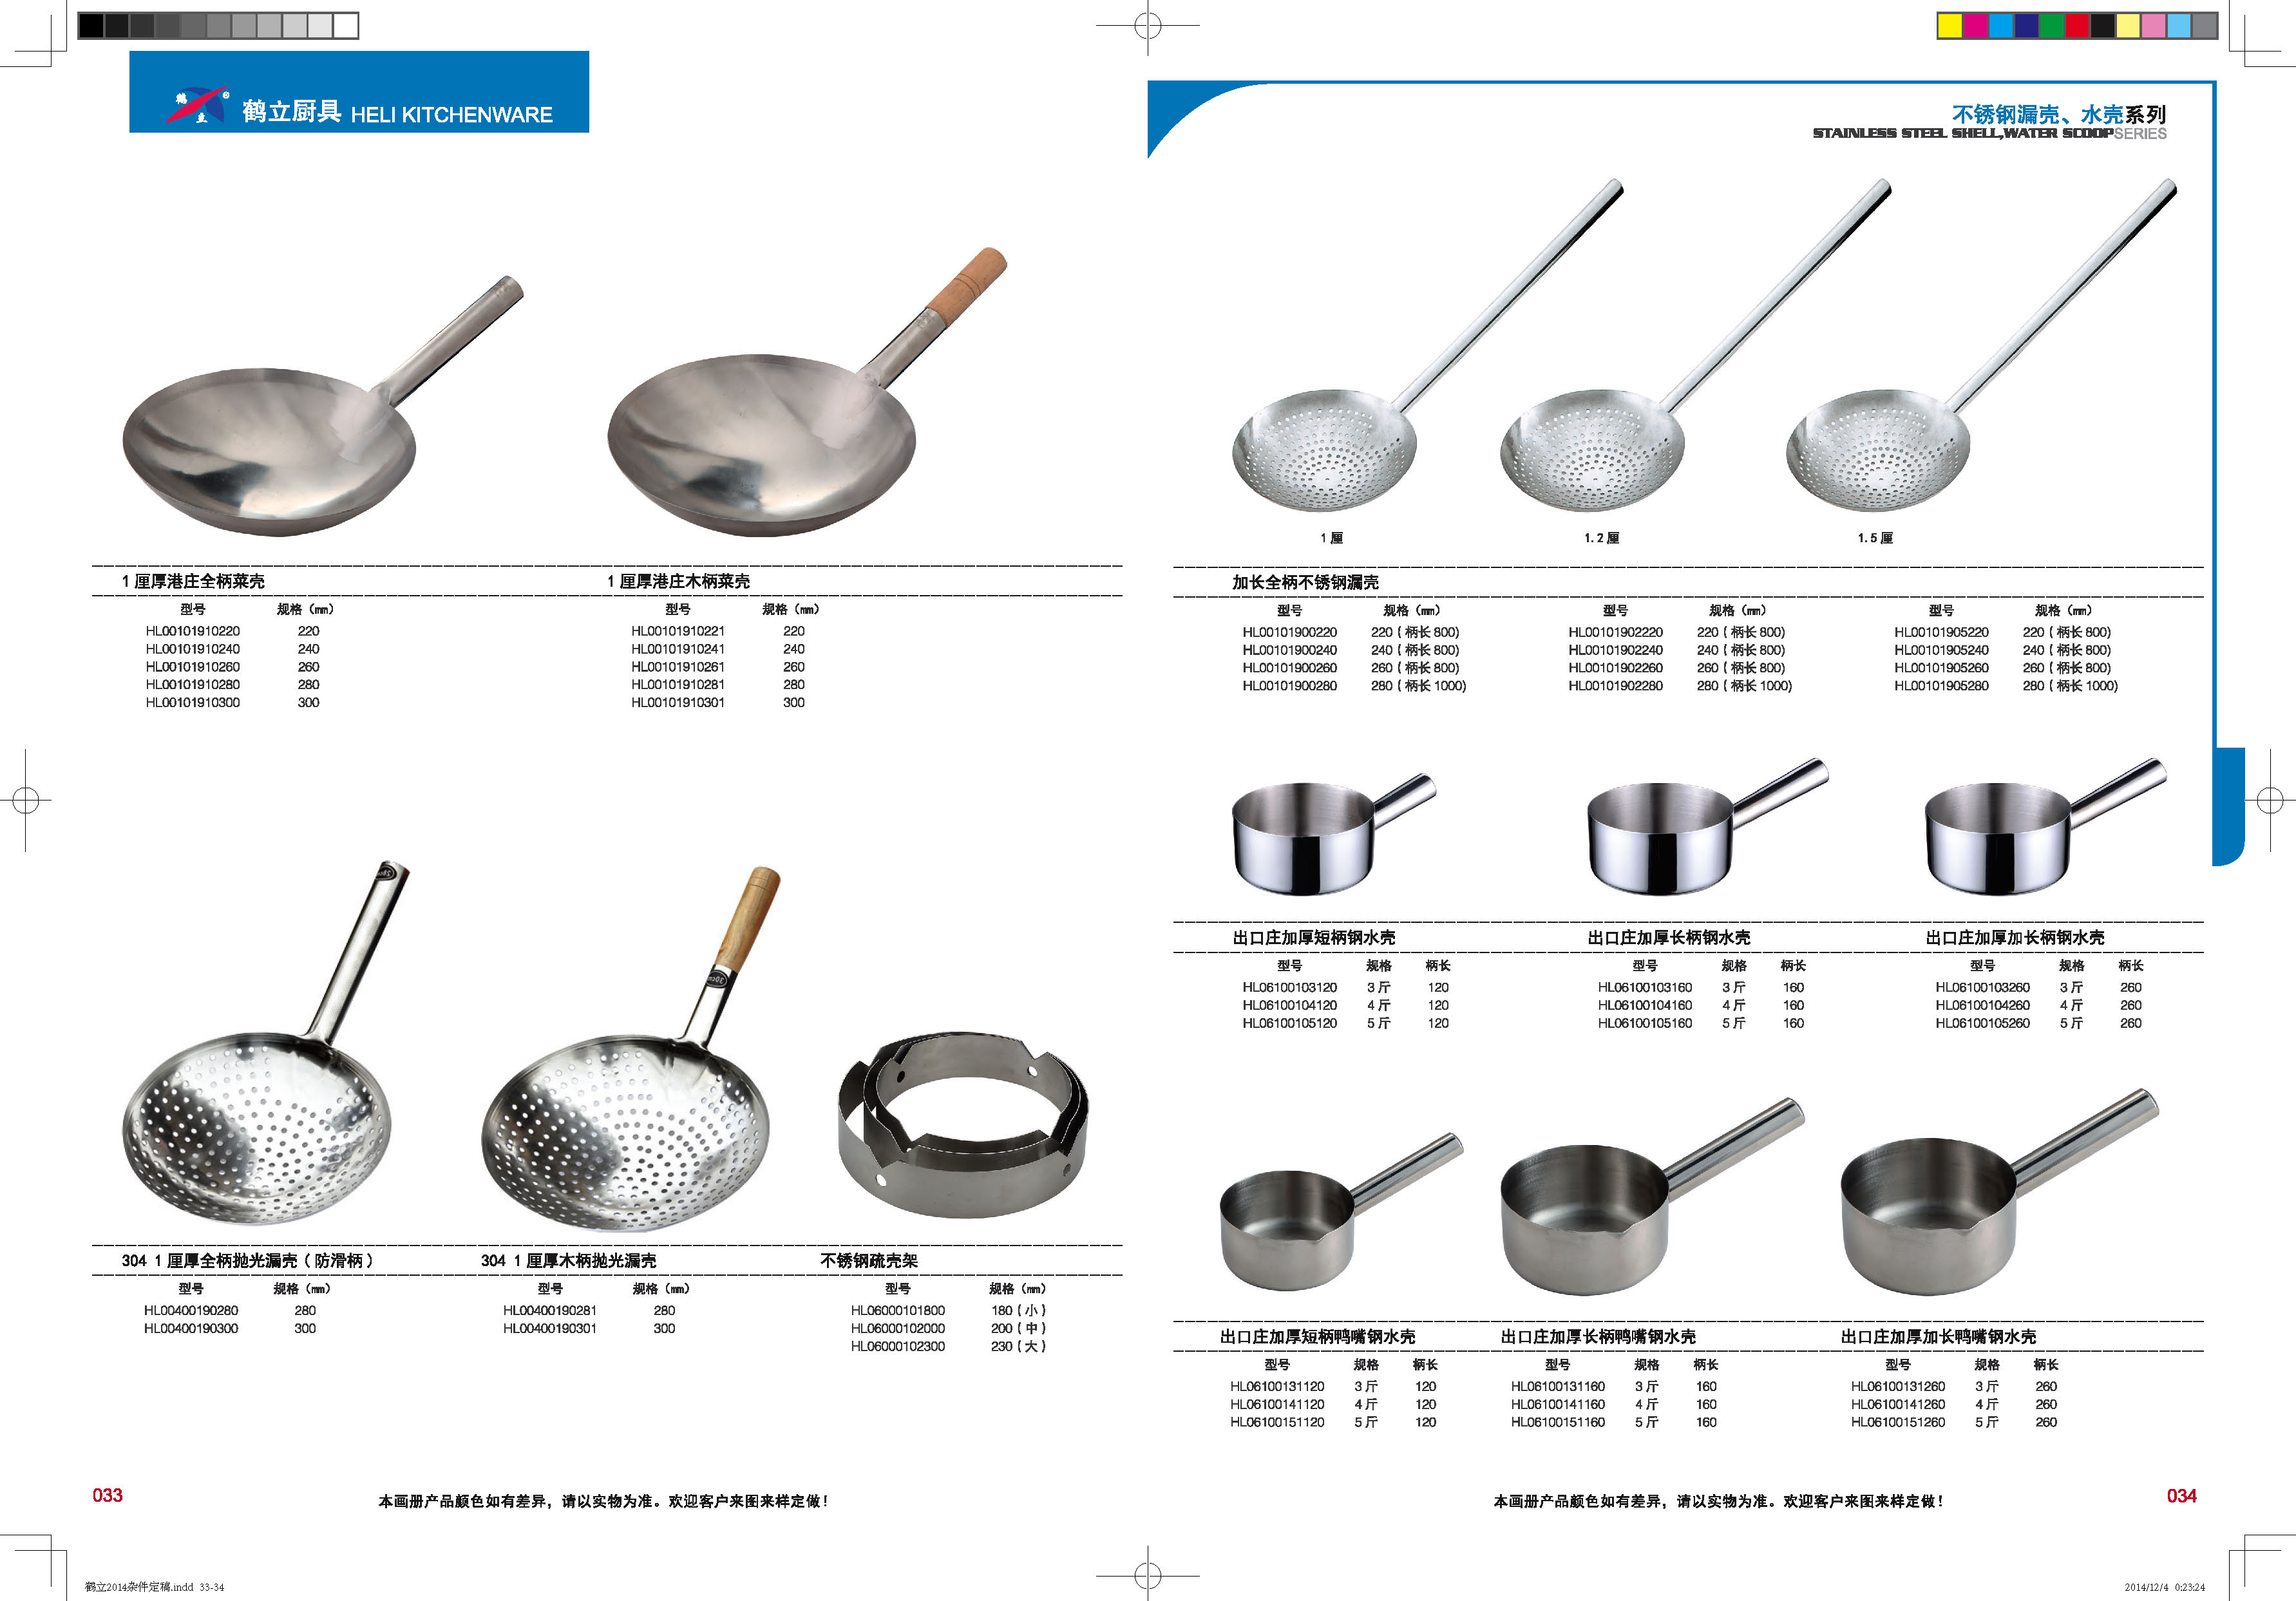 鹤立厨具 HELI KITCHENWARE
鹤 ®
立
1 厘厚港庄全柄菜壳 1 厘厚港庄木柄菜壳
型号 规格（mm） 型号 规格（mm）
HL00101910220 220 HL00101910221 220
HL00101910240 240 HL00101910241 240
HL00101910260 260 HL00101910261 260
HL00101910280 280 HL00101910281 280
HL00101910300 300 HL00101910301 300
30cm
304 1 厘厚全柄抛光漏壳（防滑柄） 304 1 厘厚木柄抛光漏壳 不锈钢疏壳架
型号 规格（mm） 型号 规格（mm） 型号 规格（mm）
HL00400190280 280 HL00400190281 280 HL06000101800 180（小）
HL00400190300 300 HL00400190301 300 HL06000102000 200（中）
HL06000102300 230（大）
033 本画册产品颜色如有差异，请以实物为准。欢迎客户来图来样定做！
不锈钢漏壳、水壳系列
STAINLESS STEEL SHELL,WATER SCOOPSERIES
1 厘 1.2 厘 1.5 厘
加长全柄不锈钢漏壳
型号 规格（mm） 型号 规格（mm） 型号 规格（mm）
HL00101900220 220（柄长 800) HL00101902220 220（柄长 800) HL00101905220 220（柄长 800)
HL00101900240 240（柄长 800) HL00101902240 240（柄长 800) HL00101905240 240（柄长 800)
HL00101900260 260（柄长 800) HL00101902260 260（柄长 800) HL00101905260 260（柄长 800)
HL00101900280 280（柄长 1000) HL00101902280 280（柄长 1000) HL00101905280 280（柄长 1000)
出口庄加厚短柄钢水壳 出口庄加厚长柄钢水壳 出口庄加厚加长柄钢水壳
型号 规格 柄长 型号 规格 柄长 型号 规格 柄长
HL06100103120 3 斤 120 HL06100103160 3 斤 160 HL06100103260 3 斤 260
HL06100104120 4 斤 120 HL06100104160 4 斤 160 HL06100104260 4 斤 260
HL06100105120 5 斤 120 HL06100105160 5 斤 160 HL06100105260 5 斤 260
出口庄加厚短柄鸭嘴钢水壳 出口庄加厚长柄鸭嘴钢水壳 出口庄加厚加长鸭嘴钢水壳
型号 规格 柄长 型号 规格 柄长 型号 规格 柄长
HL06100131120 3 斤 120 HL06100131160 3 斤 160 HL06100131260 3 斤 260
HL06100141120 4 斤 120 HL06100141160 4 斤 160 HL06100141260 4 斤 260
HL06100151120 5 斤 120 HL06100151160 5 斤 160 HL06100151260 5 斤 260
本画册产品颜色如有差异，请以实物为准。欢迎客户来图来样定做！ 034
鹤立2014杂件定稿.indd 33-34 2014/12/4 0:23:24